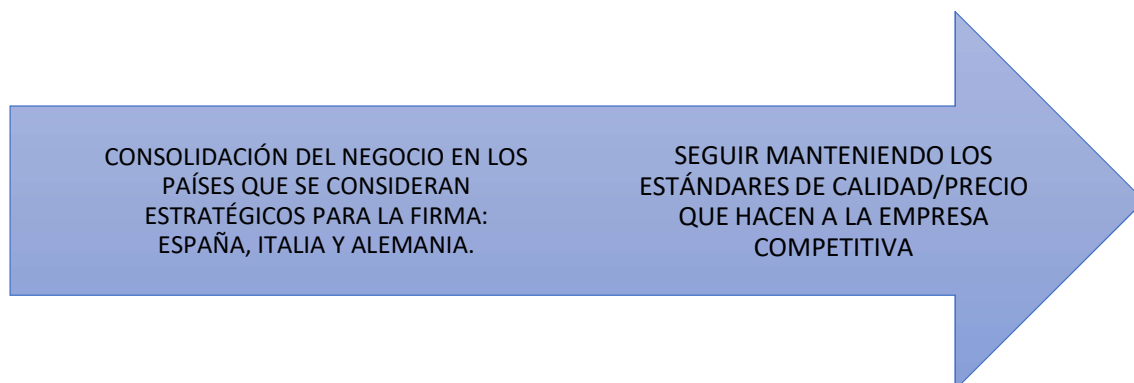 CONSOLIDACIÓN DEL NEGOCIO EN LOS
PAÍSES QUE SE CONSIDERAN
ESTRATÉGICOS PARA LA FIRMA:
ESPAÑA, ITALIA Y ALEMANIA.
SEGUIR MANTENIENDO LOS
ESTÁNDARES DE CALIDAD/PRECIO
QUE HACEN A LA EMPRESA
COMPETITIVA